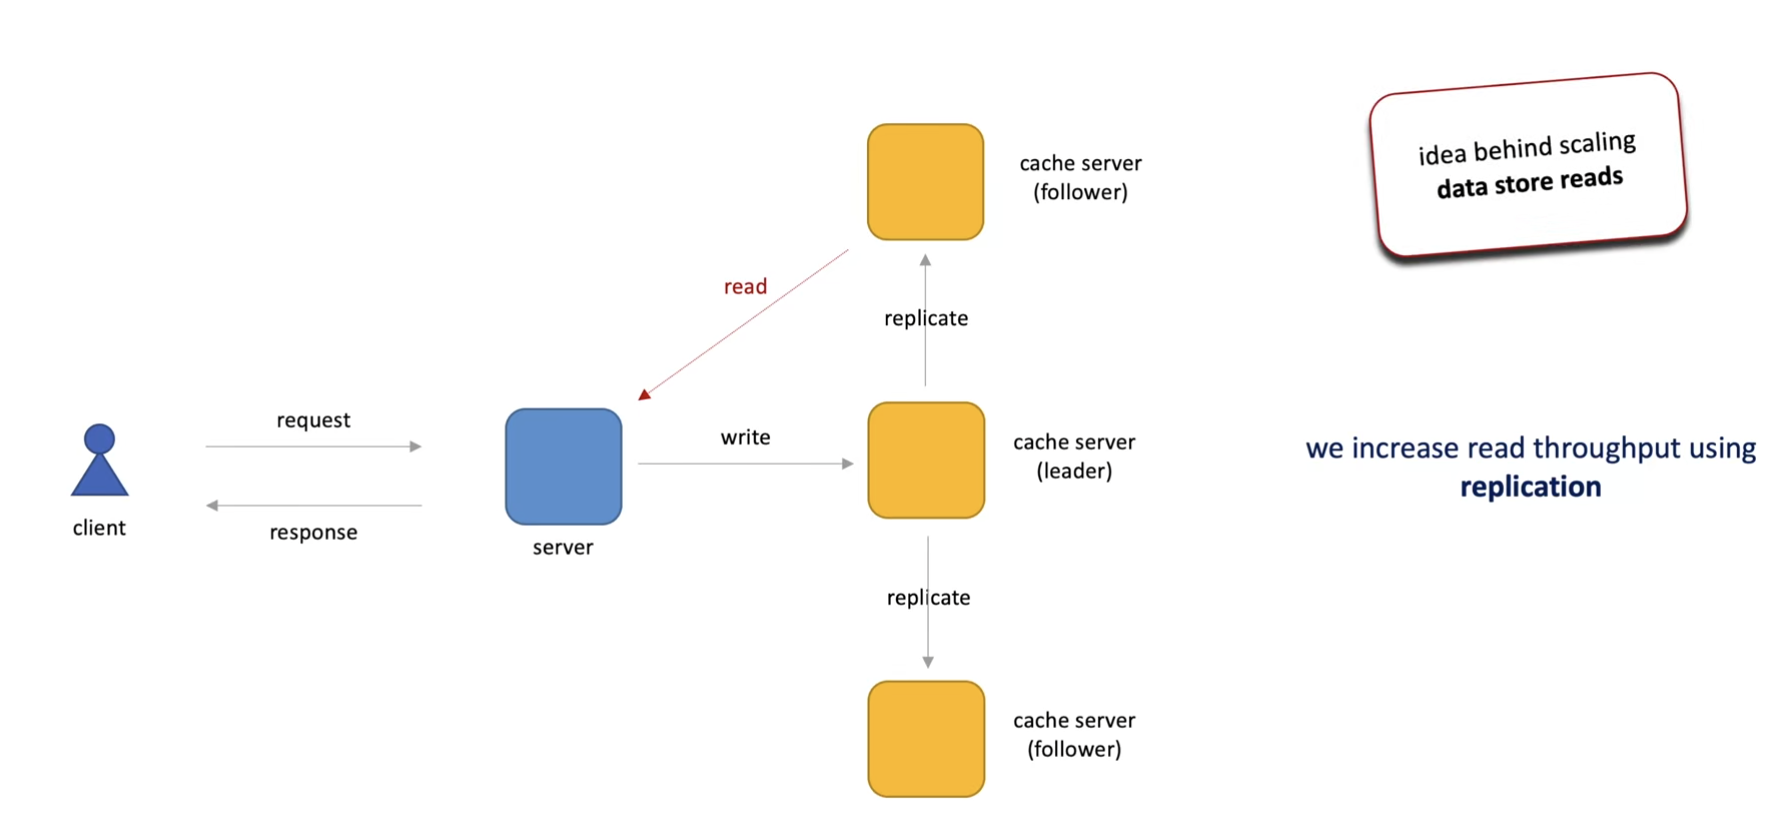 cache server
(follower)
idea behind scaling
data store reads
read
replicate
request
write
cache server
(leader)
we increase read throughput using
replication
client
response
server
replicate
cache server
(follower)